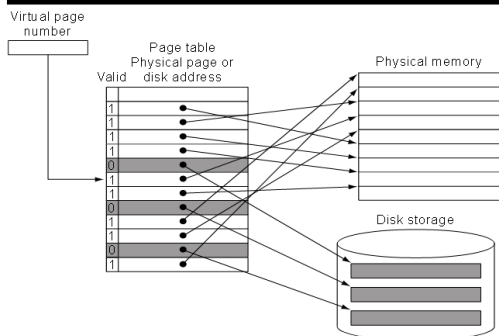 Virtual page
number
Page table
Physical page or
Valid disk address
Physical memory
1
1
1
1
0
1
1
0
1
1
0
1
Disk storage